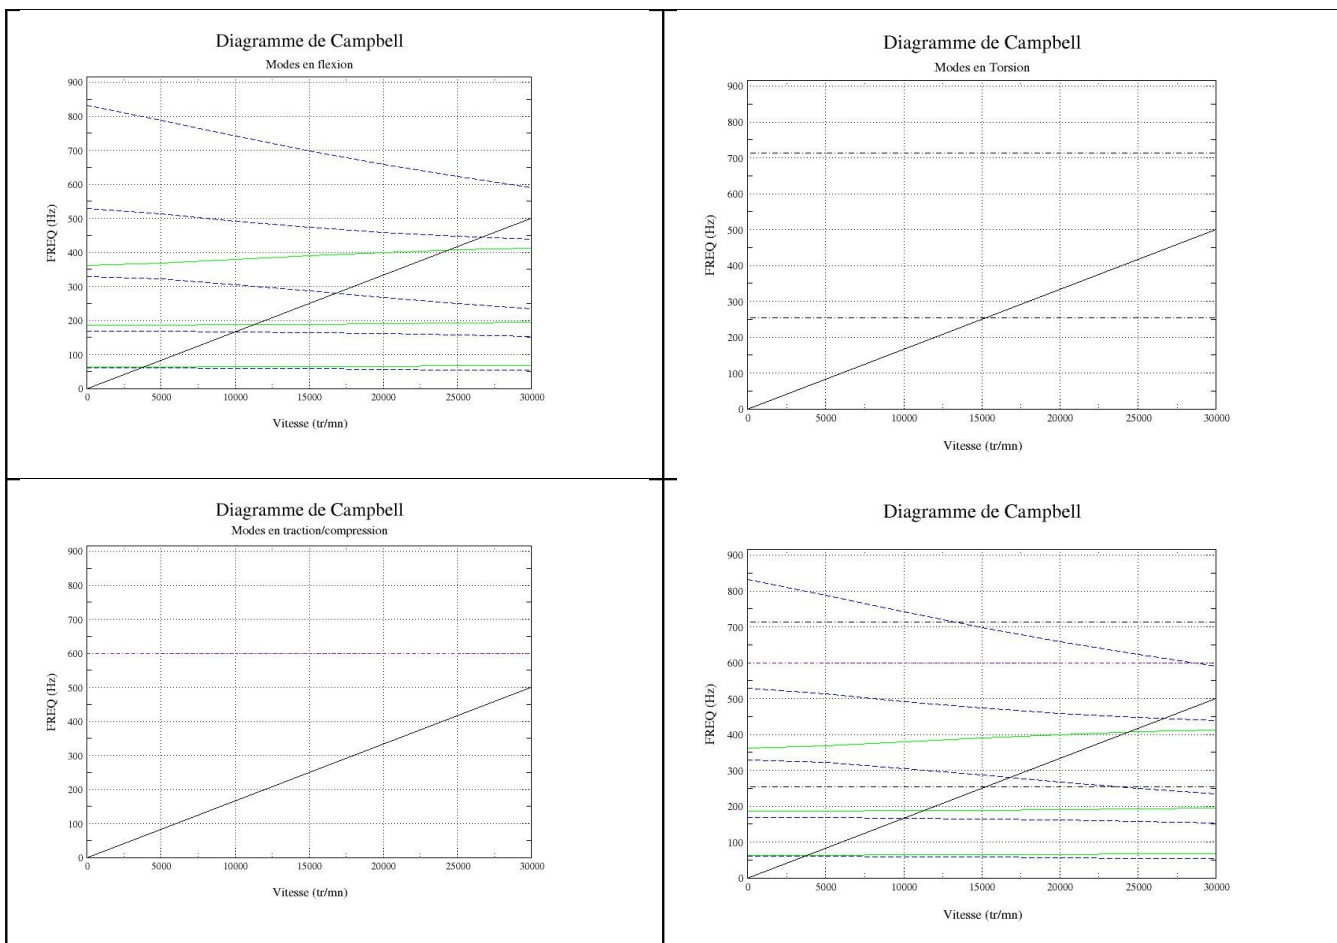 Diagramme de Campbell
Modes en flexion
900
800
700
600
500
400
300
200
100
0
FREQ (Hz)
0 5000 10000 15000 20000 25000 30000
Vitesse (tr/mn)
Diagramme de Campbell
Modes en Torsion
900
800
700
600
500
400
300
200
100
0
FREQ (Hz)
0 5000 10000 15000 20000 25000 30000
Vitesse (tr/mn)
Diagramme de Campbell
Modes en traction/compression
900
800
700
600
500
400
300
200
100
0
FREQ (Hz)
0 5000 10000 15000 20000 25000 30000
Vitesse (tr/mn)
Diagramme de Campbell
900
800
700
600
500
400
300
200
100
0
FREQ (Hz)
0 5000 10000 15000 20000 25000 30000
Vitesse (tr/mn)